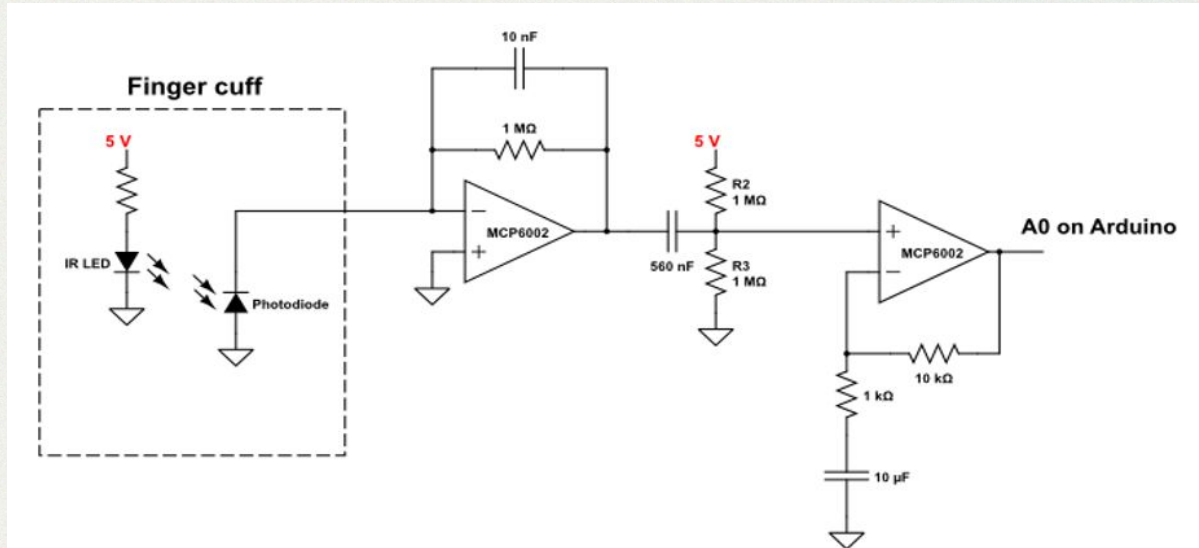 10 nF
Finger cuff
5 V
1 MΩ
5 V
R2
1 MΩ
MCP6002
MCP6002
A0 on Arduino
IR LED
560 nF
R3
1 MΩ
Photodiode
10 kΩ
1 kΩ
10 µF